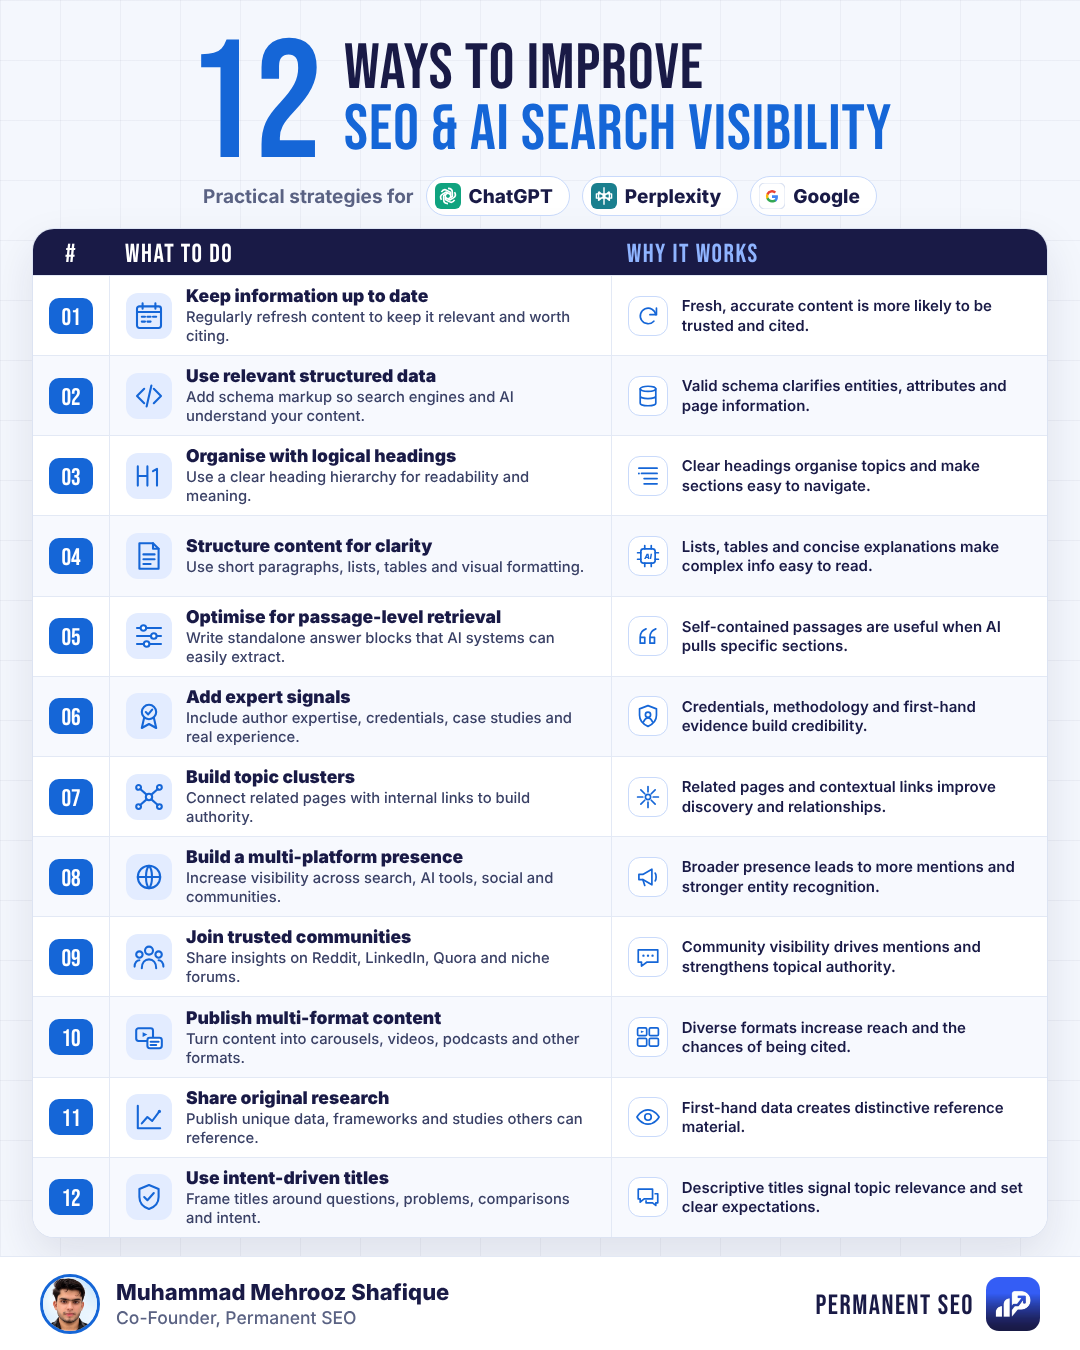 12
WAYS TO IMPROVE
SEO & AI SEARCH VISIBILITY
Practical strategies for ChatGPT Perplexity Google
# WHAT TO DO WHY IT WORKS
01
Keep information up to date
Regularly refresh content to keep it relevant and worth
citing.
Fresh, accurate content is more likely to be
trusted and cited.
02
Use relevant structured data
Add schema markup so search engines and AI
understand your content.
Valid schema clarifies entities, attributes and
page information.
03
H1
Organise with logical headings
Use a clear heading hierarchy for readability and
meaning.
Clear headings organise topics and make
sections easy to navigate.
04
Structure content for clarity
Use short paragraphs, lists, tables and visual formatting.
AI
Lists, tables and concise explanations make
complex info easy to read.
05
Optimise for passage-level retrieval
Write standalone answer blocks that AI systems can
easily extract.
Self-contained passages are useful when AI
pulls specific sections.
06
Add expert signals
Include author expertise, credentials, case studies and
real experience.
Credentials, methodology and first-hand
evidence build credibility.
07
Build topic clusters
Connect related pages with internal links to build
authority.
Related pages and contextual links improve
discovery and relationships.
08
Build a multi-platform presence
Increase visibility across search, AI tools, social and
communities.
Broader presence leads to more mentions and
stronger entity recognition.
09
Join trusted communities
Share insights on Reddit, LinkedIn, Quora and niche
forums.
Community visibility drives mentions and
strengthens topical authority.
10
Publish multi-format content
Turn content into carousels, videos, podcasts and other
formats.
Diverse formats increase reach and the
chances of being cited.
11
Share original research
Publish unique data, frameworks and studies others can
reference.
First-hand data creates distinctive reference
material.
12
Use intent-driven titles
Frame titles around questions, problems, comparisons
and intent.
Descriptive titles signal topic relevance and set
clear expectations.
Muhammad Mehrooz Shafique
Co-Founder, Permanent SEO
PERMANENT SEO